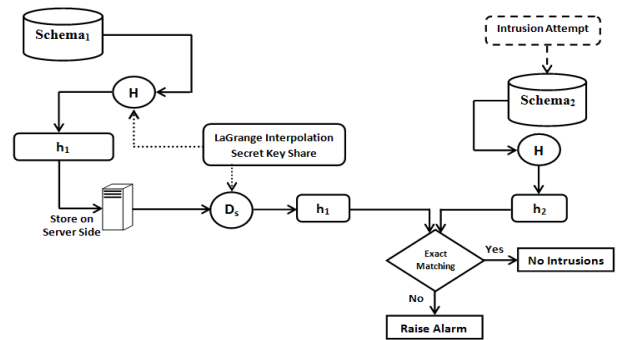 Schema₁
Intrusion Attempt
H
Schema₂
h₁
LaGrange Interpolation
Secret Key Share
H
Store on
Server Side
Dₛ
h₁
h₂
Exact
Matching
Yes
No Intrusions
No
Raise Alarm